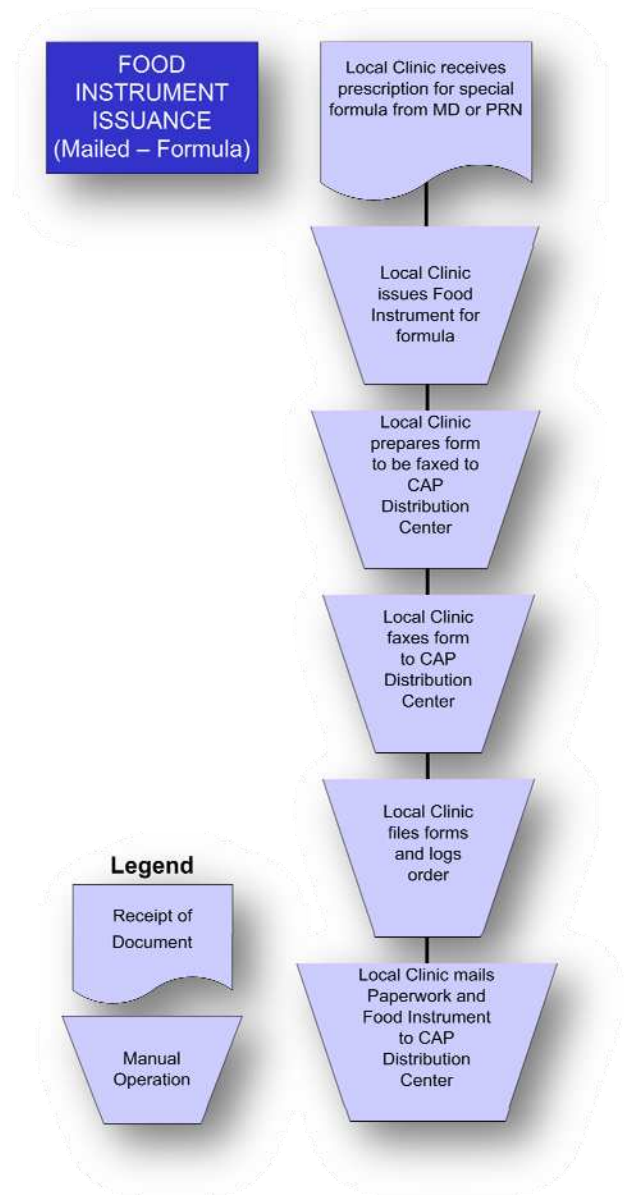 FOOD
INSTRUMENT
ISSUANCE
(Mailed – Formula)
Local Clinic receives
prescription for special
formula from MD or PRN
Local Clinic
issues Food
Instrument for
formula
Local Clinic
prepares form
to be faxed to
CAP
Distribution
Center
Local Clinic
faxes form
to CAP
Distribution
Center
Local Clinic
files forms
and logs
order
Local Clinic mails
Paperwork and
Food Instrument
to CAP
Distribution
Center
Legend
Receipt of
Document
Manual
Operation